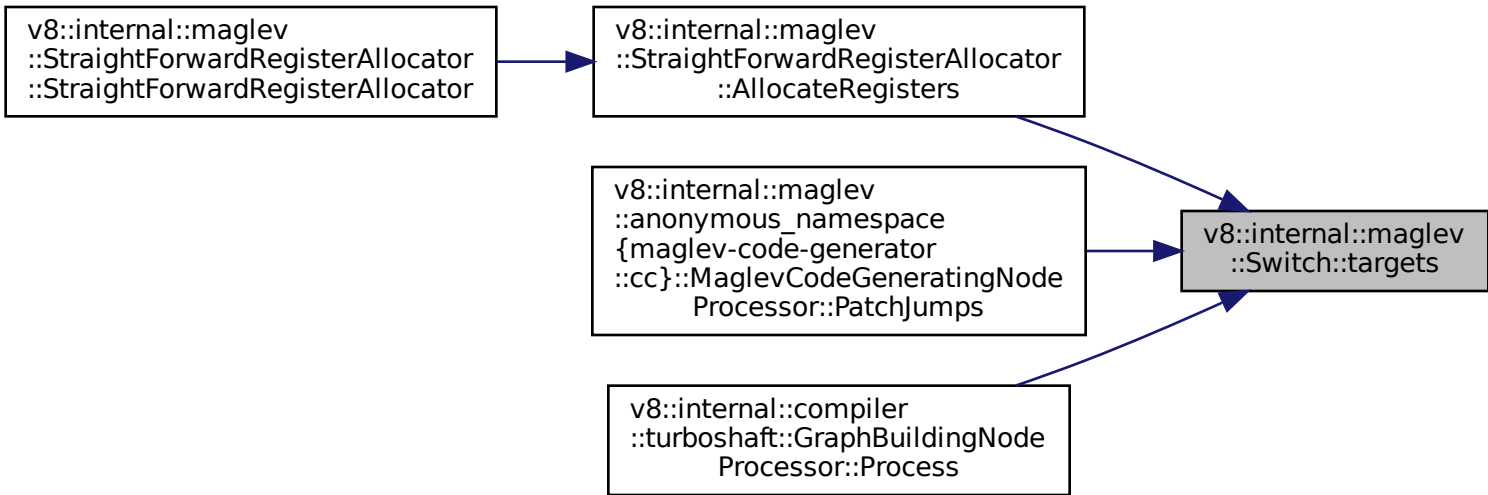 v8::internal::maglev
::StraightForwardRegisterAllocator
::StraightForwardRegisterAllocator
v8::internal::maglev
::StraightForwardRegisterAllocator
::AllocateRegisters
v8::internal::maglev
::anonymous_namespace
{maglev-code-generator
::cc}::MaglevCodeGeneratingNode
Processor::PatchJumps
v8::internal::maglev
::Switch::targets
v8::internal::compiler
::turboshaft::GraphBuildingNode
Processor::Process